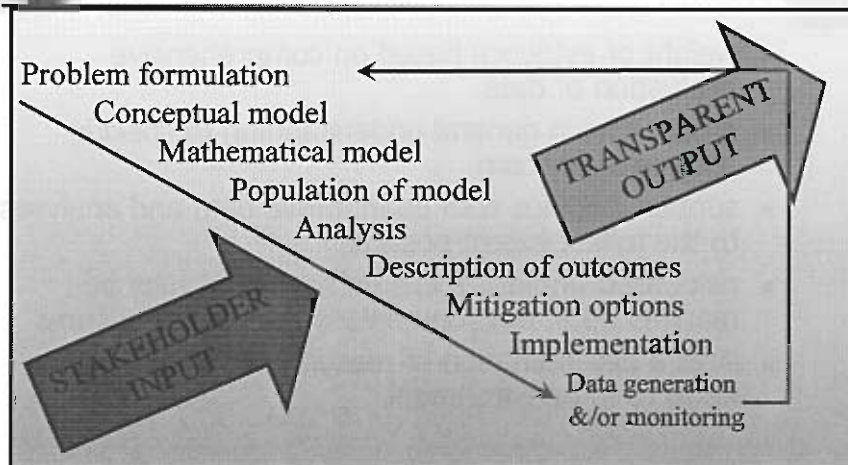 Problem formulation
Conceptual model
Mathematical model
Population of model
Analysis
Description of outcomes
Mitigation options
Implementation
Data generation
&/or monitoring
STAKEHOLDER
INPUT
TRANSPARENT
OUTPUT